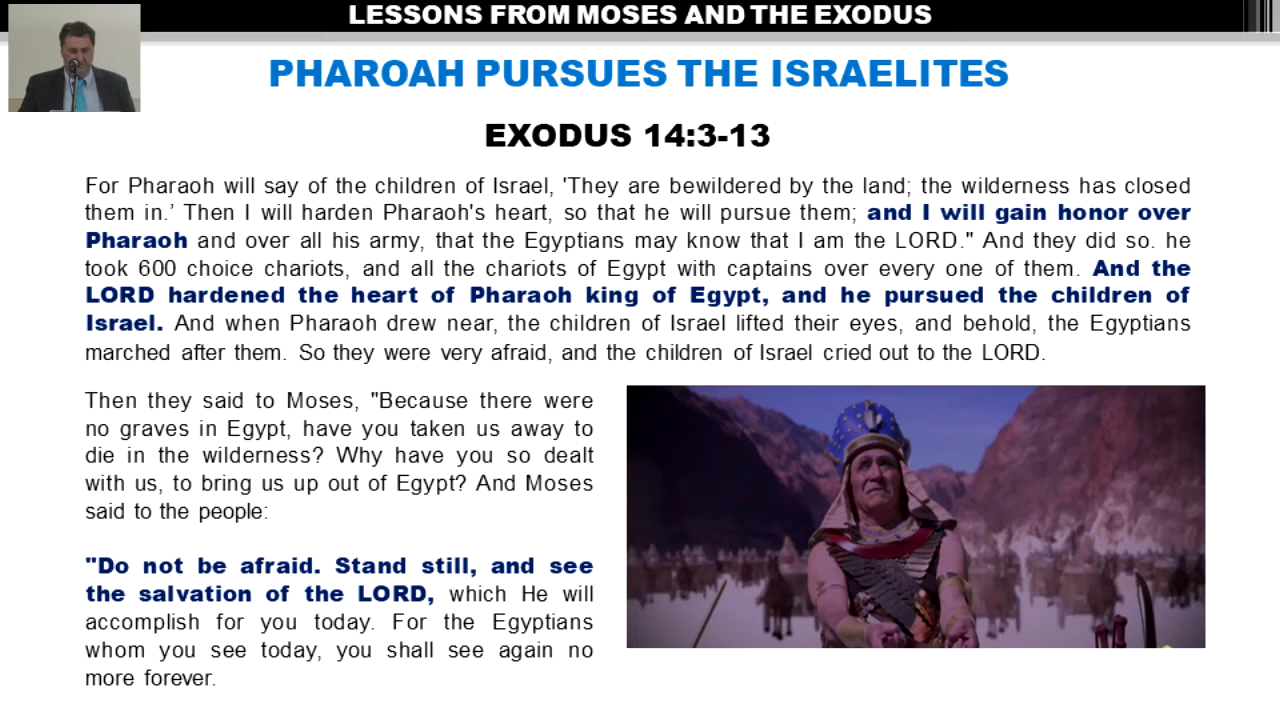 LESSONS FROM MOSES AND THE EXODUS
PHAROAH PURSUES THE ISRAELITES
EXODUS 14:3-13
For Pharaoh will say of the children of Israel, 'They are bewildered by the land; the wilderness has closed
them in.’ Then I will harden Pharaoh's heart, so that he will pursue them; and I will gain honor over
Pharaoh and over all his army, that the Egyptians may know that I am the LORD." And they did so. he
took 600 choice chariots, and all the chariots of Egypt with captains over every one of them. And the
LORD hardened the heart of Pharaoh king of Egypt, and he pursued the children of
Israel. And when Pharaoh drew near, the children of Israel lifted their eyes, and behold, the Egyptians
marched after them. So they were very afraid, and the children of Israel cried out to the LORD.
Then they said to Moses, "Because there were
no graves in Egypt, have you taken us away to
die in the wilderness? Why have you so dealt
with us, to bring us up out of Egypt? And Moses
said to the people:
"Do not be afraid. Stand still, and see
the salvation of the LORD, which He will
accomplish for you today. For the Egyptians
whom you see today, you shall see again no
more forever.